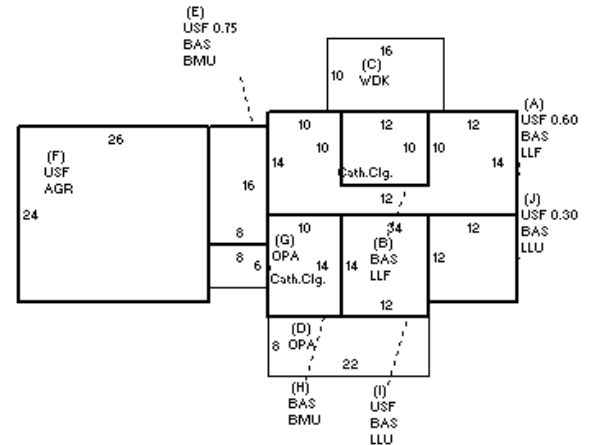 (E)
USF 0.75
BAS
BMU
16
10
(C)
WDK
(A)
USF 0.60
BAS
LLF
26
10
12
12
(F)
USF
AGR
14
10
10
10
14
Cath.Clg.
24
16
12
(J)
USF 0.30
BAS
LLU
8
10
34
12
(G)
OPA
(B)
BAS
LLF
8
6
14
14
12
Cath.Clg.
12
(D)
8 OPA
22
(H)
BAS
BMU
(I)
USF
BAS
LLU